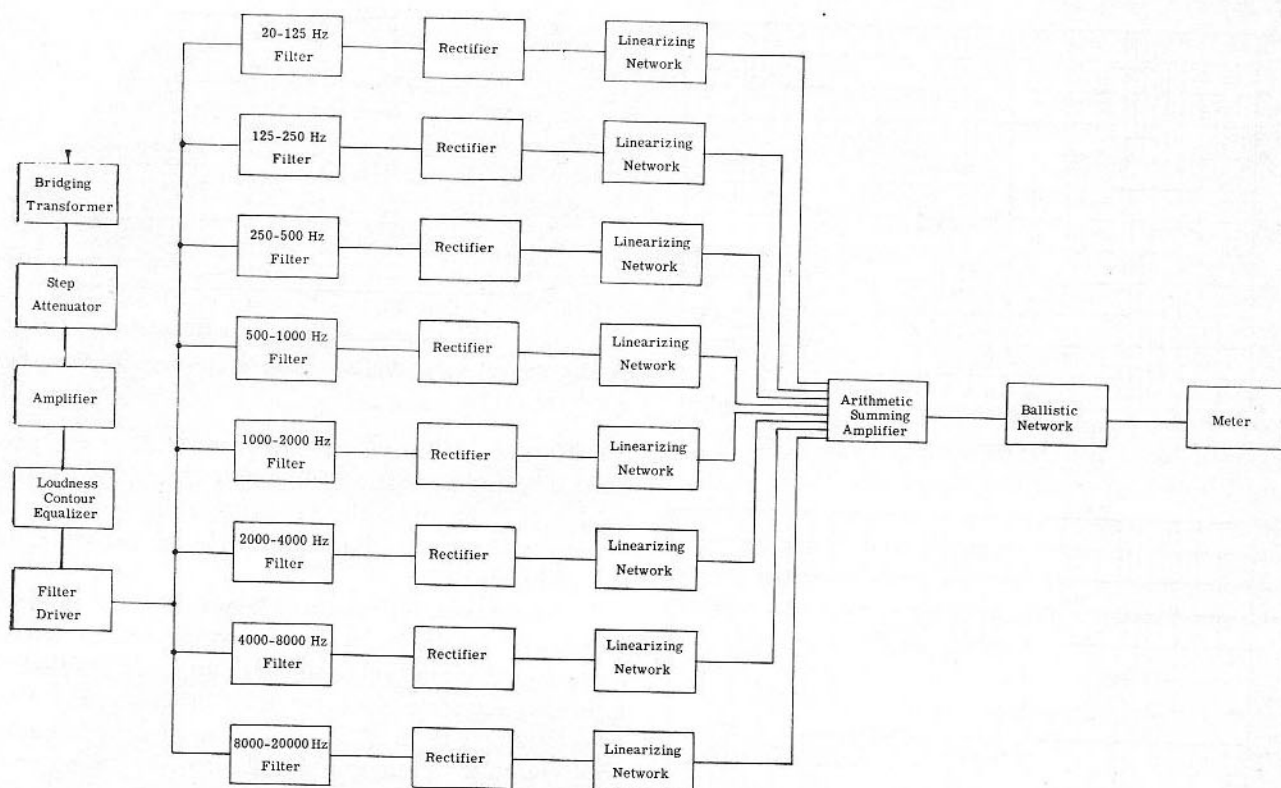 Bridging
Transformer
Step
Attenuator
Amplifier
Loudness
Contour
Equalizer
Filter
Driver
20-125 Hz
Filter
Rectifier
Linearizing
Network
125-250 Hz
Filter
Rectifier
Linearizing
Network
250-500 Hz
Filter
Rectifier
Linearizing
Network
500-1000 Hz
Filter
Rectifier
Linearizing
Network
1000-2000 Hz
Filter
Rectifier
Linearizing
Network
2000-4000 Hz
Filter
Rectifier
Linearizing
Network
4000-8000 Hz
Filter
Rectifier
Linearizing
Network
8000-20000 Hz
Filter
Rectifier
Linearizing
Network
Arithmetic
Summing
Amplifier
Ballistic
Network
Meter